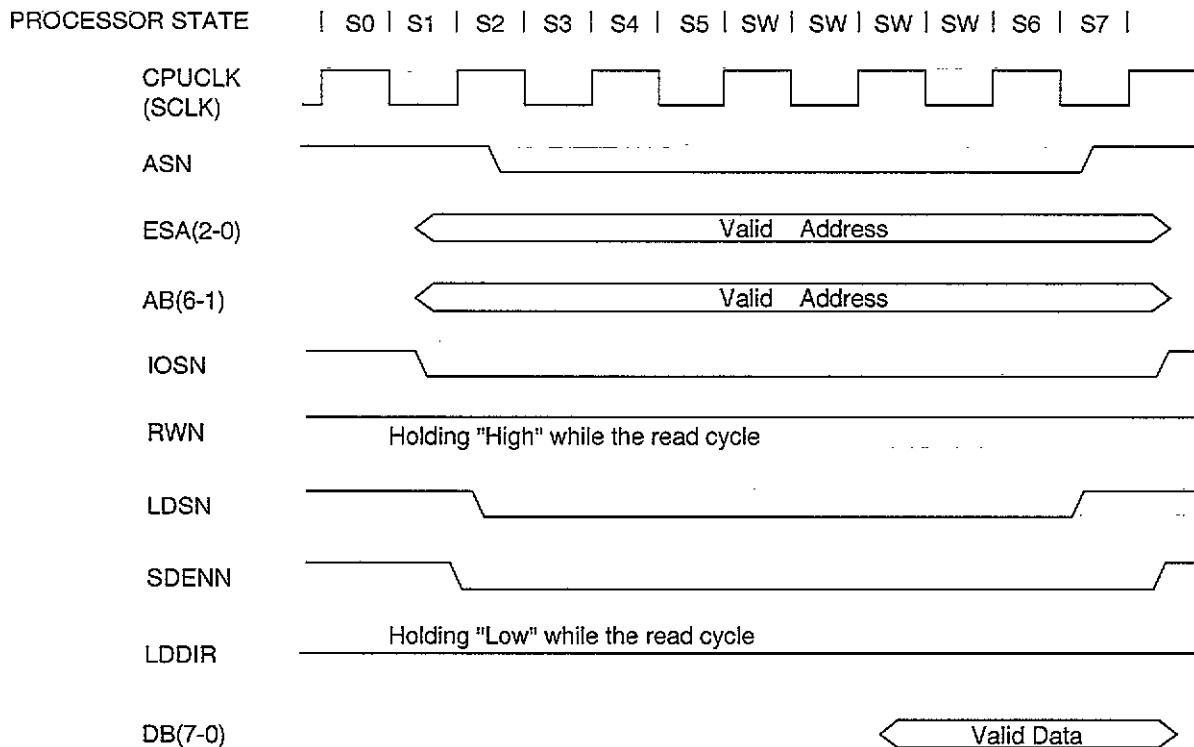 PROCESSOR STATE | S0 | S1 | S2 | S3 | S4 | S5 | SW | SW | SW | SW | S6 | S7 |
CPUCLK
(SCLK)
ASN
ESA(2-0) Valid Address
AB(6-1) Valid Address
IOSN
RWN Holding "High" while the read cycle
LDSN
SDENN
Holding "Low" while the read cycle
LDDIR
DB(7-0) Valid Data